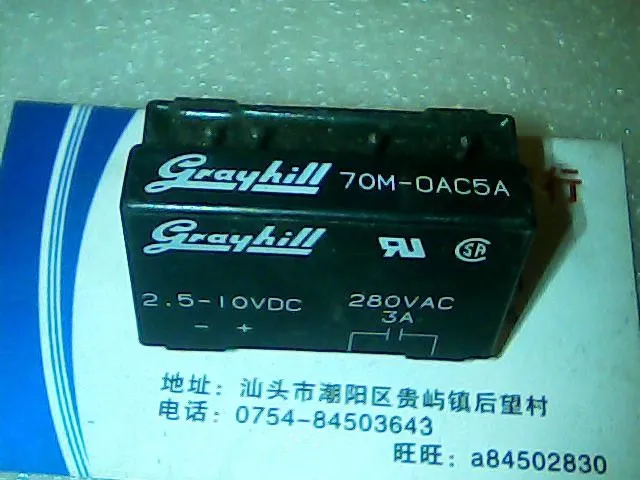 Grayhill 70M-OAC5A
行
Grayhill
2.5-10VDC 280VAC
- + 3A
地址: 汕头市潮阳区贵屿镇后望村
电话: 0754-84503643
旺旺: a84502830